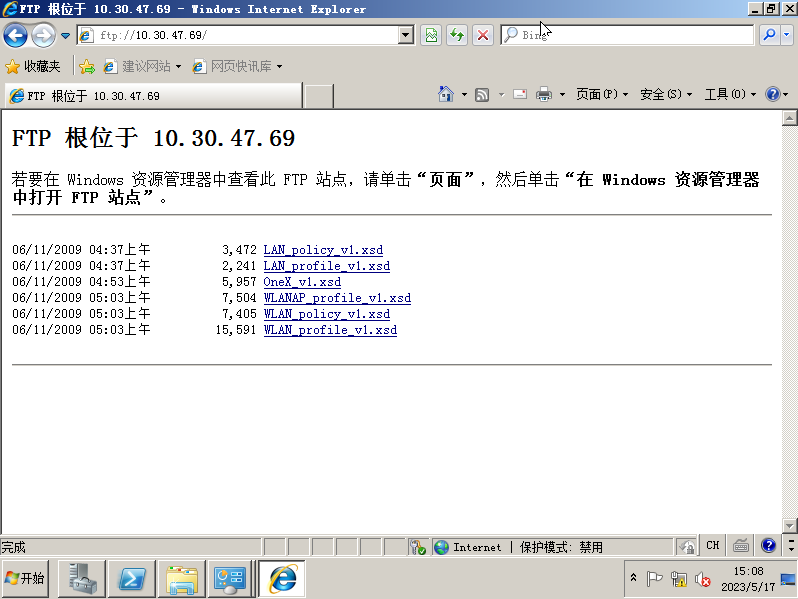 FTP 根位于 10.30.47.69 - Windows Internet Explorer
ftp://10.30.47.69/
Bing
收藏夹 建议网站 网页快讯库
FTP 根位于 10.30.47.69
页面(P) 安全(S) 工具(O)
FTP 根位于 10.30.47.69
若要在 Windows 资源管理器中查看此 FTP 站点，请单击“页面”，然后单击“在 Windows 资源管理器
中打开 FTP 站点”。
06/11/2009 04:37上午 3,472 LAN_policy_v1.xsd
06/11/2009 04:37上午 2,241 LAN_profile_v1.xsd
06/11/2009 04:53上午 5,957 OneX_v1.xsd
06/11/2009 05:03上午 7,504 WLANAP_profile_v1.xsd
06/11/2009 05:03上午 7,405 WLAN_policy_v1.xsd
06/11/2009 05:03上午 15,591 WLAN_profile_v1.xsd
完成 Internet | 保护模式: 禁用 CH
开始
15:08
2023/5/17